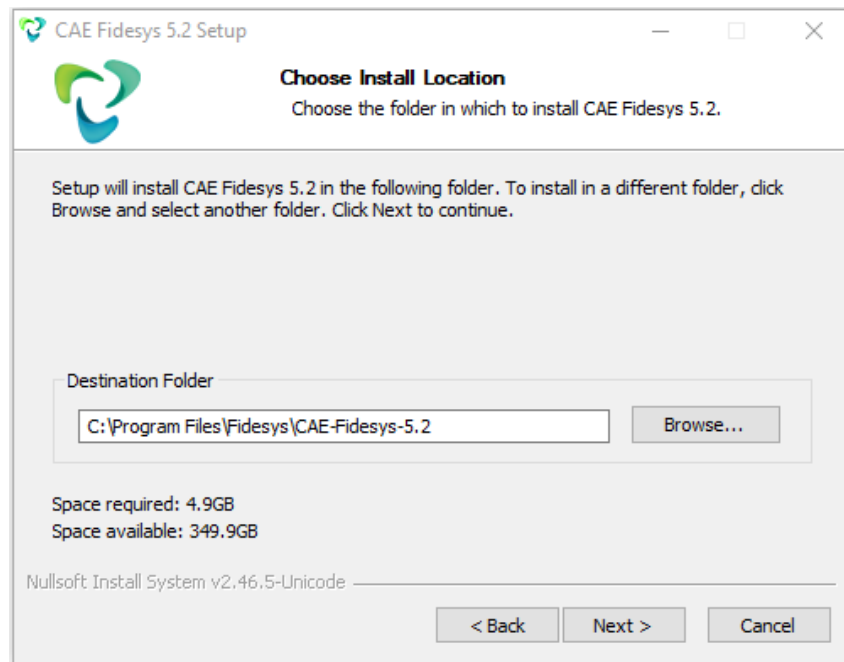 CAE Fidesys 5.2 Setup
Choose Install Location
Choose the folder in which to install CAE Fidesys 5.2.
Setup will install CAE Fidesys 5.2 in the following folder. To install in a different folder, click
Browse and select another folder. Click Next to continue.
Destination Folder
C:\Program Files\Fidesys\CAE-Fidesys-5.2
Browse...
Space required: 4.9GB
Space available: 349.9GB
Nullsoft Install System v2.46.5-Unicode
< Back Next > Cancel